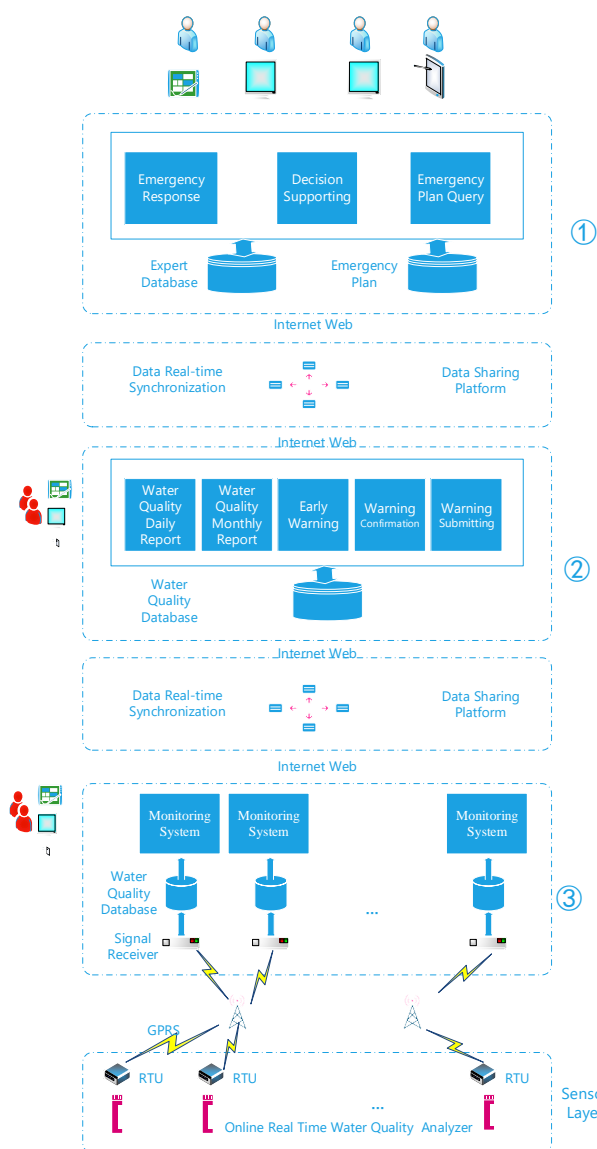 Emergency
Response
Decision
Supporting
Emergency
Plan Query
①
Expert
Database
Emergency
Plan
Internet Web
Data Real-time
Synchronization
Data Sharing
Platform
Internet Web
Water
Quality
Daily
Report
Water
Quality
Monthly
Report
Early
Warning
Warning
Confirmation
Warning
Submitting
②
Water
Quality
Database
Internet Web
Data Real-time
Synchronization
Data Sharing
Platform
Internet Web
Monitoring
System
Monitoring
System
Monitoring
System
Water
Quality
Database
...
③
Signal
Receiver
GPRS
RTU
RTU
RTU
Senso
Laye
...
Online Real Time Water Quality Analyzer